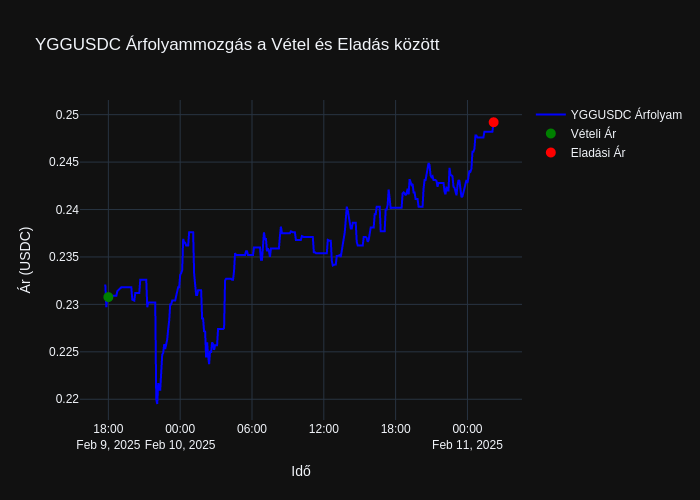 YGGUSDC Árfolyammozgás a Vétel és Eladás között
YGGUSDC Árfolyam
Vételi Ár
Eladási Ár
Ár (USDC)
0.25
0.245
0.24
0.235
0.23
0.225
0.22
18:00 00:00 06:00 12:00 18:00 00:00
Feb 9, 2025 Feb 10, 2025 Feb 11, 2025
Idő